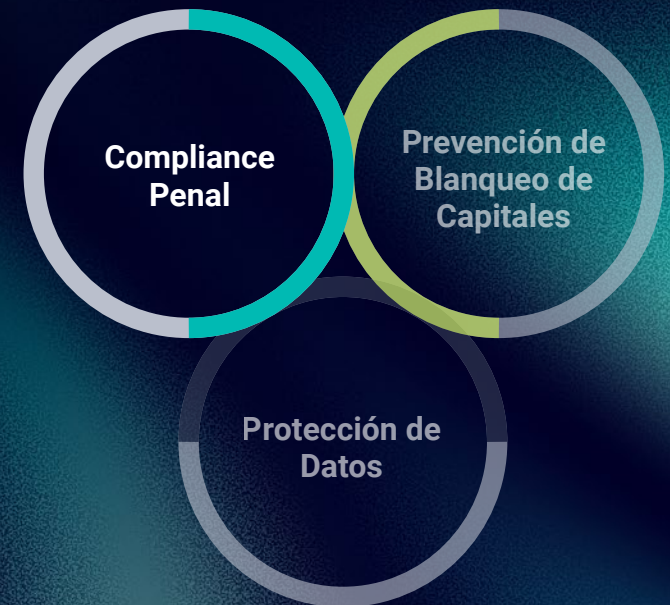 Compliance
Penal
Prevención de
Blanqueo de
Capitales
Protección de
Datos